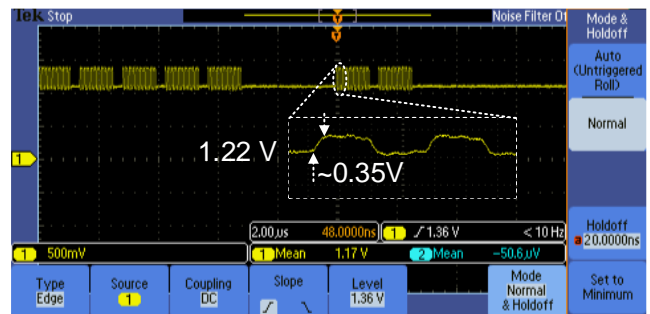 Tek Stop
Noise Filter Of
Mode &
Holdoff
Auto
(Untriggered
Roll)
Normal
1.22 V
~0.35V
1
2.00µs
48.0000ns
1
1.36 V
< 10 Hz
1 500mV
1 Mean 1.17 V
2 Mean -50.6µV
Holdoff
a 20.0000ns
Type
Edge
Source
1
Coupling
DC
Slope
Level
1.36 V
Mode
Normal
& Holdoff
Set to
Minimum